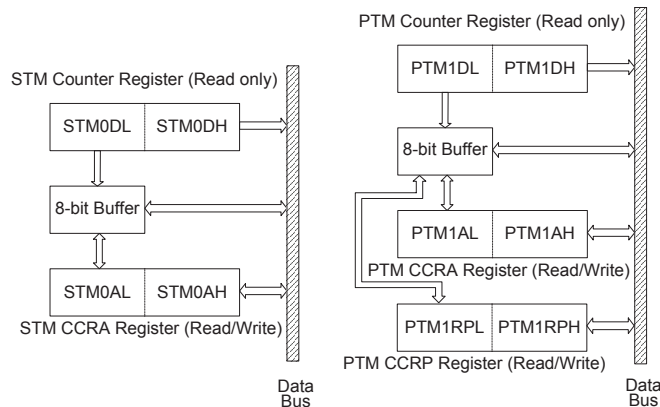 STM Counter Register (Read only)
STM0DL STM0DH
8-bit Buffer
STM0AL STM0AH
STM CCRA Register (Read/Write)
Data
Bus
PTM Counter Register (Read only)
PTM1DL PTM1DH
8-bit Buffer
PTM1AL PTM1AH
PTM CCRA Register (Read/Write)
PTM1RPL PTM1RPH
PTM CCRP Register (Read/Write)
Data
Bus